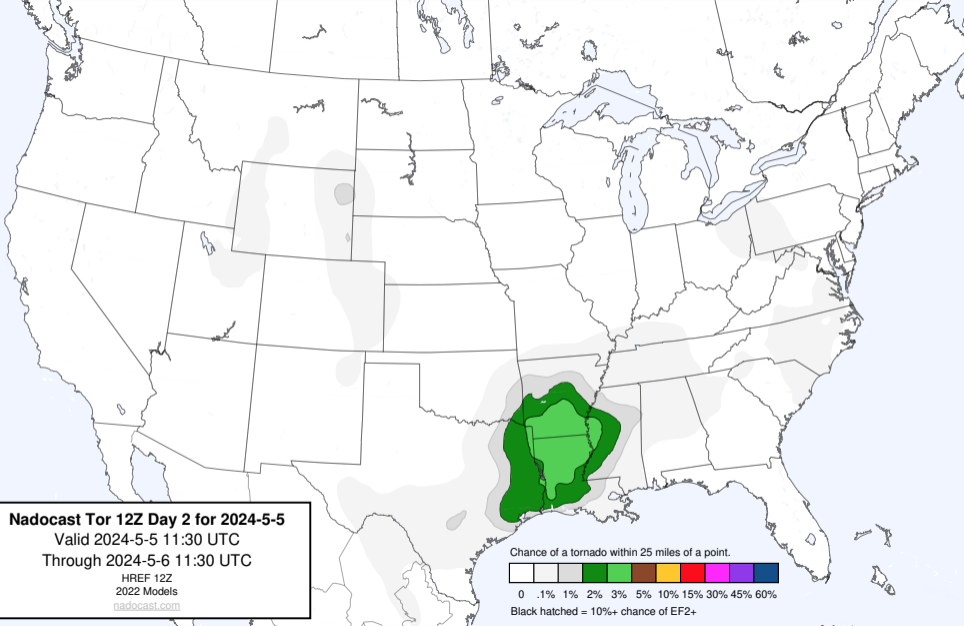 Nadocast Tor 12Z Day 2 for 2024-5-5
Valid 2024-5-5 11:30 UTC
Through 2024-5-6 11:30 UTC
HREF 12Z
2022 Models
nadocast.com
Chance of a tornado within 25 miles of a point.
0 .1% 1% 2% 3% 5% 10% 15% 30% 45% 60%
Black hatched = 10%+ chance of EF2+